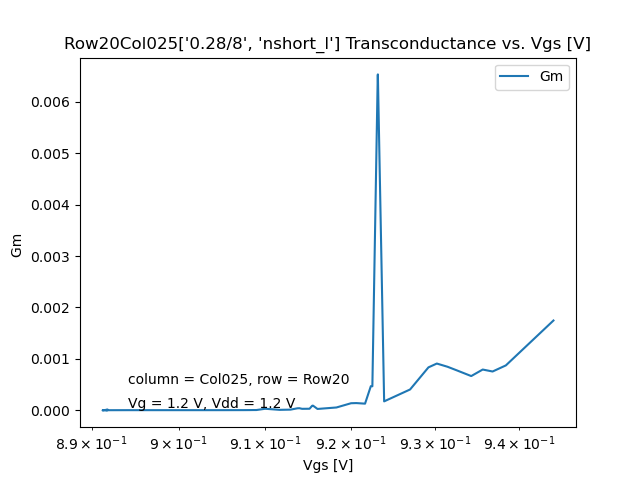 Row20Col025['0.28/8', 'nshort_l'] Transconductance vs. Vgs [V]
Gm
0.006
0.005
0.004
0.003
0.002
0.001
0.000
Gm
column = Col025, row = Row20
Vg = 1.2 V, Vdd = 1.2 V
8.9 × 10⁻¹ 9 × 10⁻¹ 9.1 × 10⁻¹ 9.2 × 10⁻¹ 9.3 × 10⁻¹ 9.4 × 10⁻¹
Vgs [V]